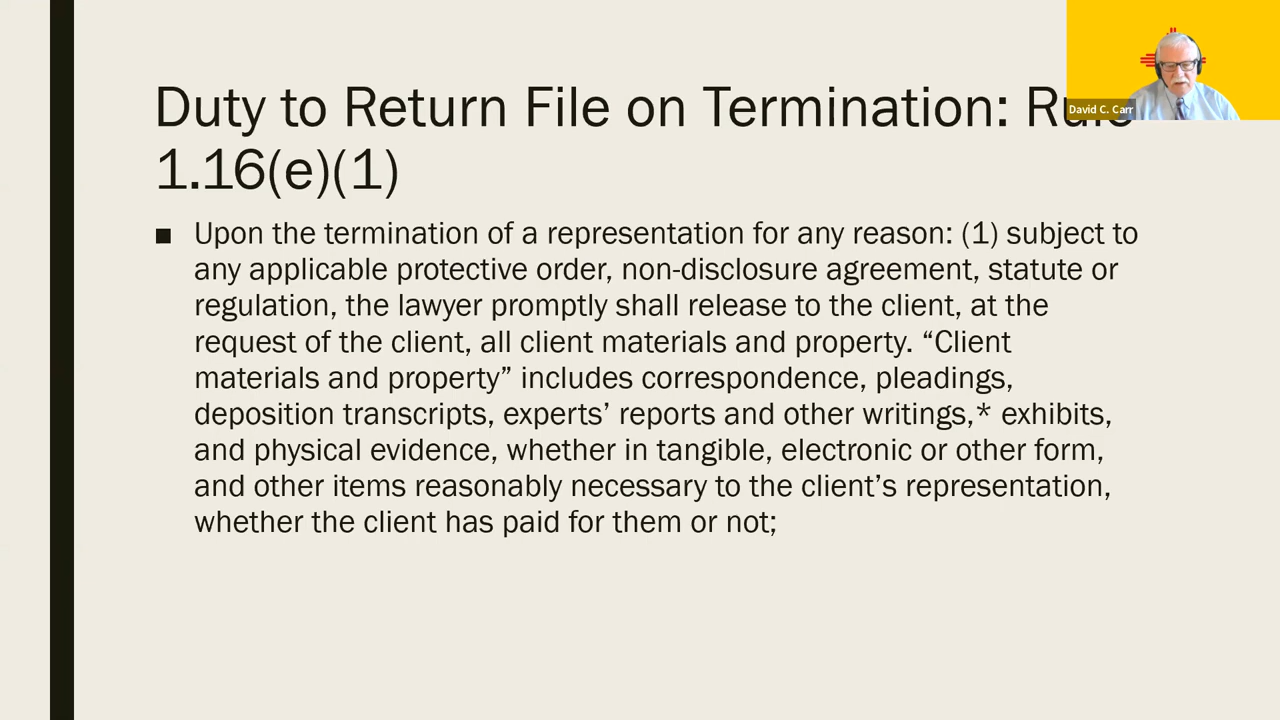 Duty to Return File on Termination: Rule
1.16(e)(1)
■ Upon the termination of a representation for any reason: (1) subject to
any applicable protective order, non-disclosure agreement, statute or
regulation, the lawyer promptly shall release to the client, at the
request of the client, all client materials and property. “Client
materials and property” includes correspondence, pleadings,
deposition transcripts, experts’ reports and other writings,* exhibits,
and physical evidence, whether in tangible, electronic or other form,
and other items reasonably necessary to the client’s representation,
whether the client has paid for them or not;
David C. Carr